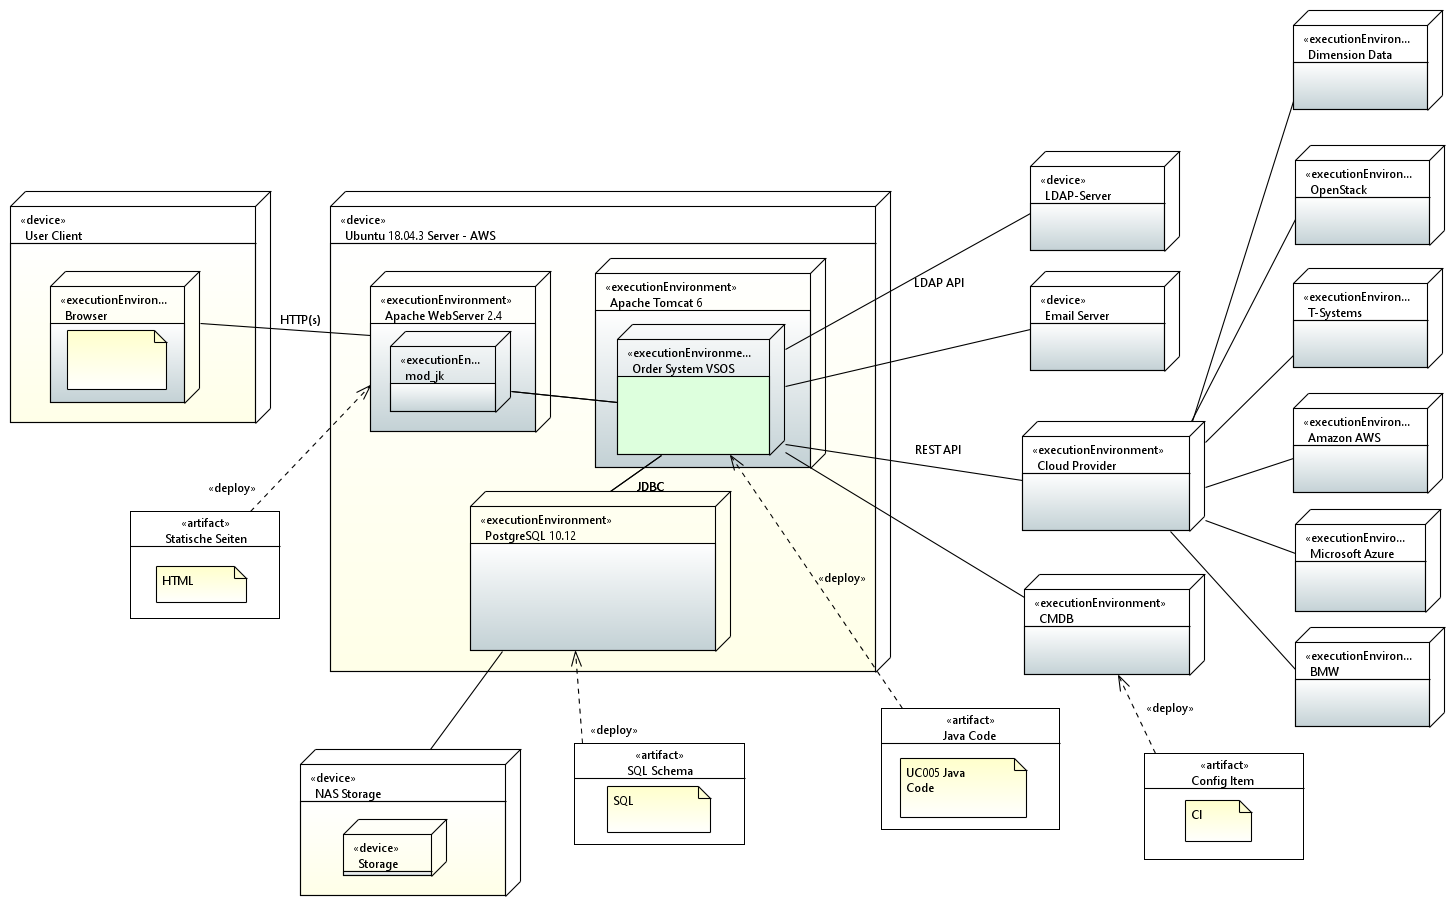 «device»
User Client
«executionEnviron...
Browser
HTTP(s)
«device»
Ubuntu 18.04.3 Server - AWS
«executionEnvironment»
Apache WebServer 2.4
«executionEn...
mod_jk
«executionEnvironment»
Apache Tomcat 6
«executionEnvironme...
Order System VSOS
JDBC
«executionEnvironment»
PostgreSQL 10.12
«deploy»
«artifact»
Statische Seiten
HTML
«device»
NAS Storage
«device»
Storage
«deploy»
«artifact»
SQL Schema
SQL
«deploy»
«artifact»
Java Code
UC005 Java
Code
LDAP API
«device»
LDAP-Server
«device»
Email Server
REST API
«executionEnvironment»
Cloud Provider
«executionEnvironment»
CMDB
«deploy»
«artifact»
Config Item
CI
«executionEnviron...
Dimension Data
«executionEnviron...
OpenStack
«executionEnviron...
T-Systems
«executionEnviron...
Amazon AWS
«executionEnviro...
Microsoft Azure
«executionEnviron...
BMW